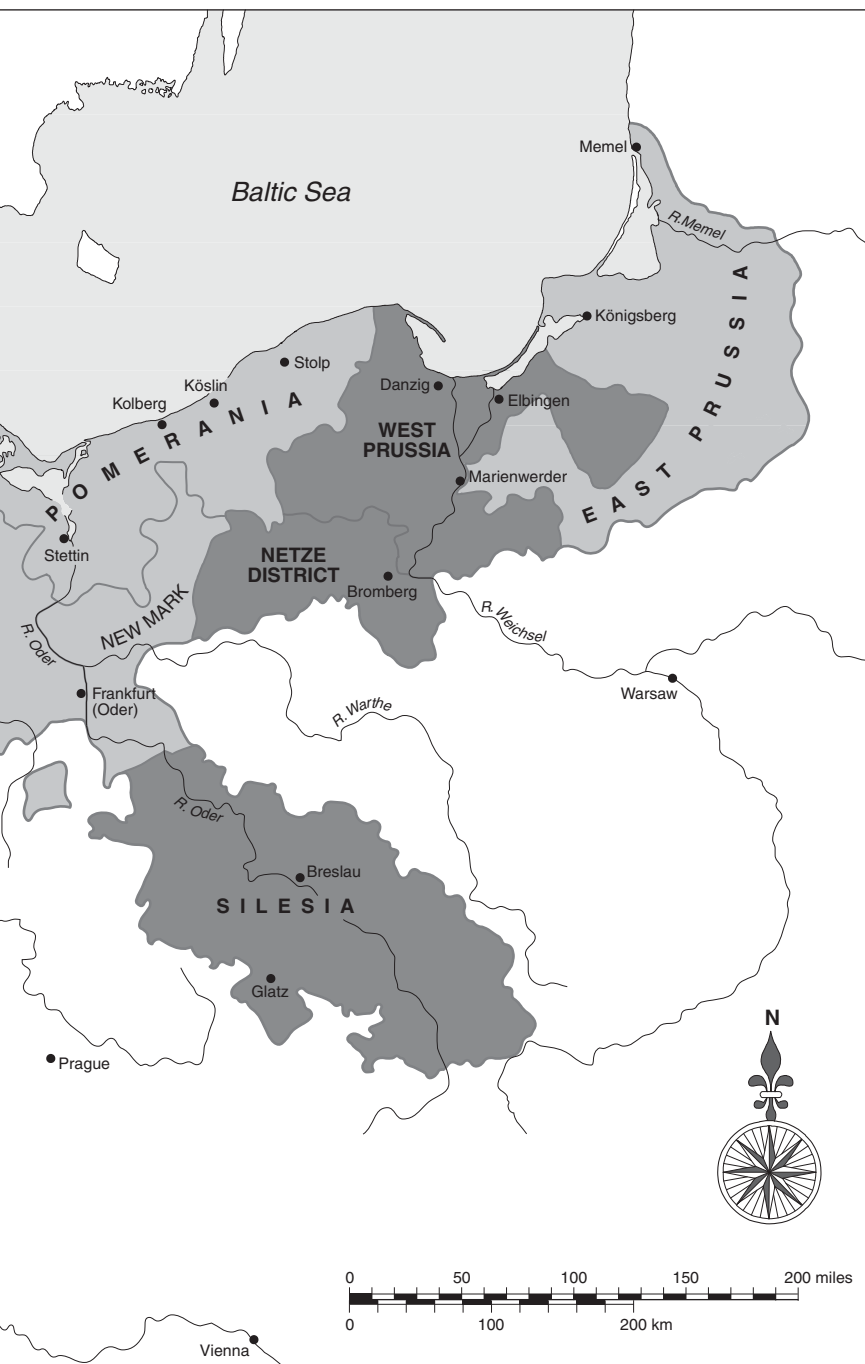 Memel
Baltic Sea
R.Memel
Königsberg
EAST PRUSSIA
Stolp
Köslin
Kolberg
POMERANIA
Danzig
Elbingen
WEST
PRUSSIA
Marienwerder
Stettin
NETZE
DISTRICT
Bromberg
NEW MARK
R. Oder
R. Weichsel
Frankfurt
(Oder)
Warsaw
R. Warthe
R. Oder
Breslau
SILESIA
Glatz
Prague
N
0 50 100 150 200 miles
0 100 200 km
Vienna